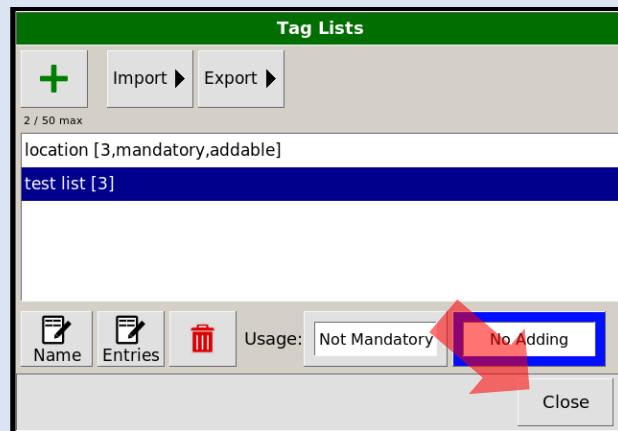 Tag Lists
Import Export
2 / 50 max
location [3,mandatory,addable]
test list [3]
Name Entries Usage: Not Mandatory No Adding
Close